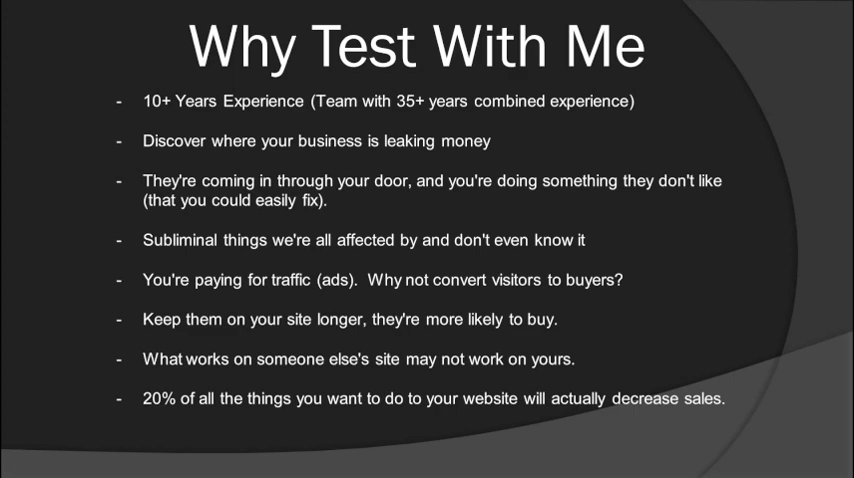 Why Test With Me
- 10+ Years Experience (Team with 35+ years combined experience)
- Discover where your business is leaking money
- They're coming in through your door, and you're doing something they don't like
(that you could easily fix).
- Subliminal things we're all affected by and don't even know it
- You're paying for traffic (ads).  Why not convert visitors to buyers?
- Keep them on your site longer, they're more likely to buy.
- What works on someone else's site may not work on yours.
- 20% of all the things you want to do to your website will actually decrease sales.